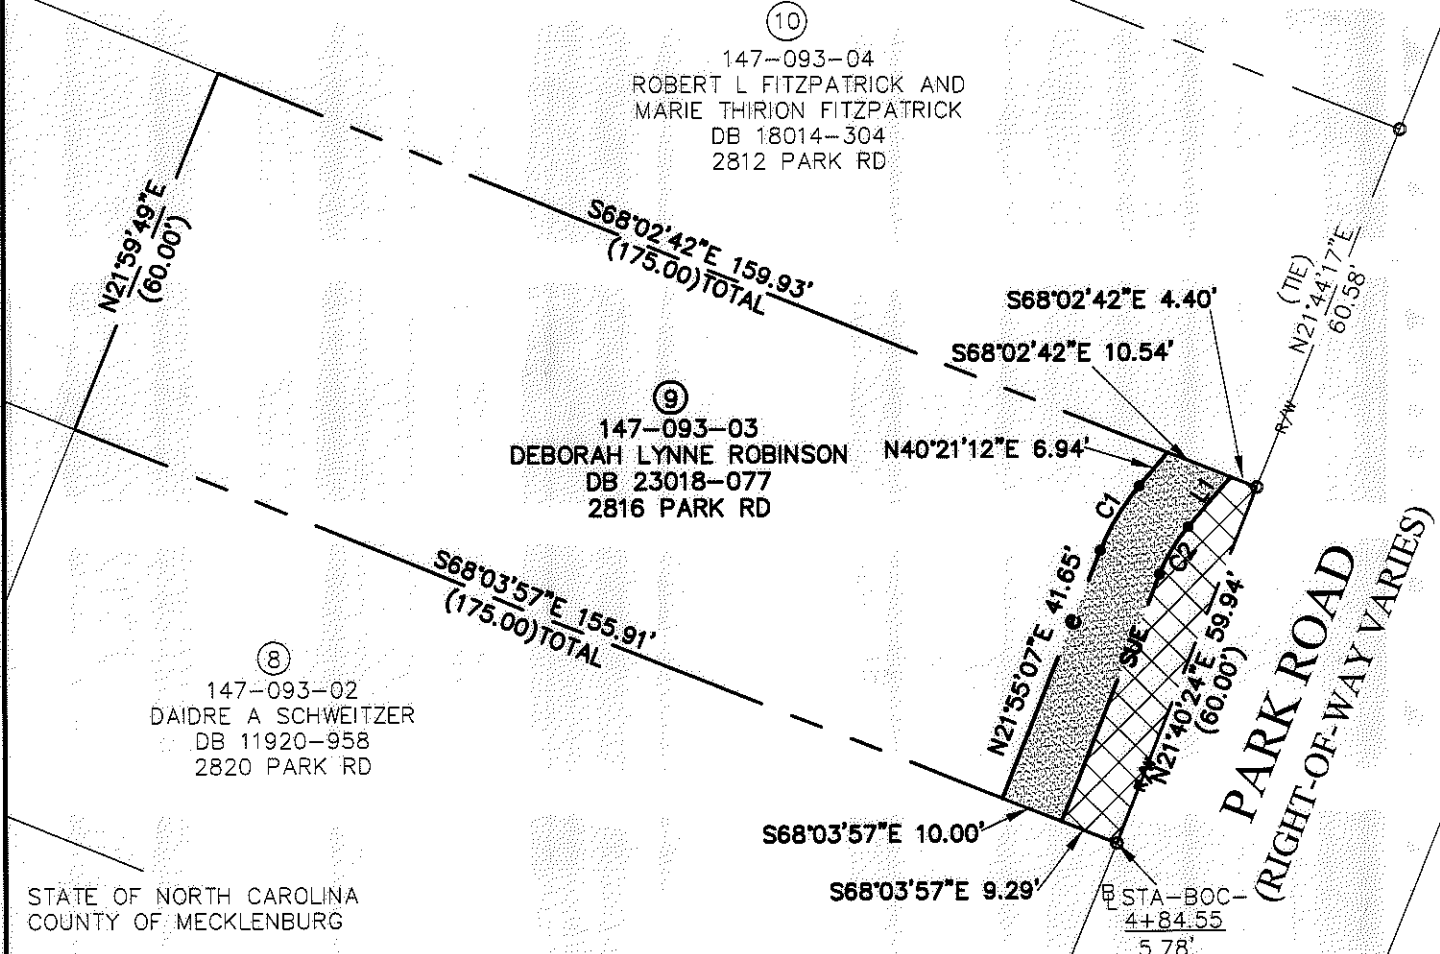 10
147-093-04
ROBERT L FITZPATRICK AND
MARIE THIRION FITZPATRICK
DB 18014-304
2812 PARK RD
N21°59'49"E
(60.00')
S68°02'42"E 159.93'
(175.00)TOTAL
S68°02'42"E 4.40'
S68°02'42"E 10.54'
(TIE)
N21°44'17"E
60.58'
R/W
9
147-093-03
DEBORAH LYNNE ROBINSON
DB 23018-077
2816 PARK RD
N40°21'12"E 6.94'
C1
L1
C2
S68°03'57"E 155.91'
(175.00)TOTAL
N21°55'07"E 41.65'
SUE
N21°40'24"E 59.94'
(60.00')
R/W
PARK ROAD
(RIGHT-OF-WAY VARIES)
8
147-093-02
DAIDRE A SCHWEITZER
DB 11920-958
2820 PARK RD
S68°03'57"E 10.00'
S68°03'57"E 9.29'
STATE OF NORTH CAROLINA
COUNTY OF MECKLENBURG
BL STA-BOC-
4+84.55
5.78'